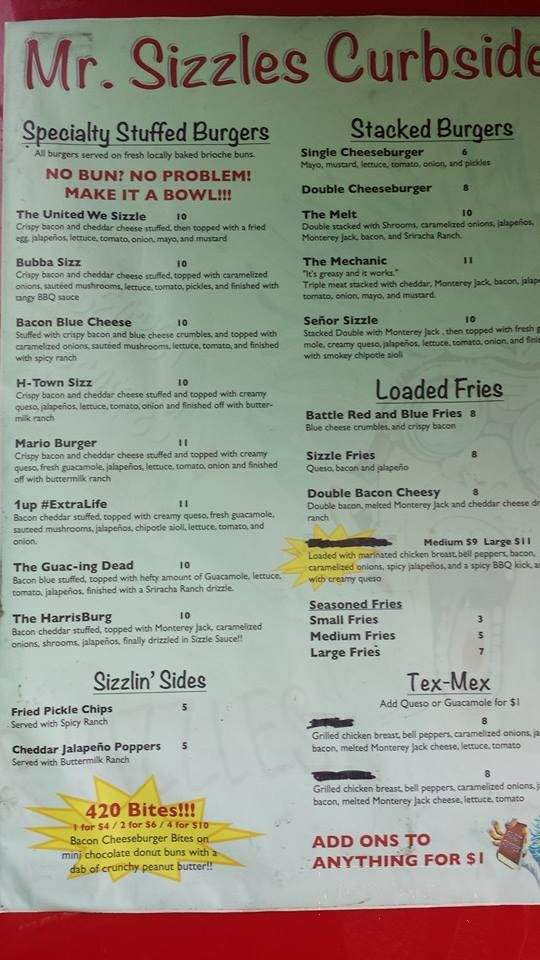 Mr. Sizzles Curbside
Specialty Stuffed Burgers
All burgers served on fresh locally baked brioche buns.
NO BUN? NO PROBLEM!
MAKE IT A BOWL!!!
The United We Sizzle 10
Crispy bacon and cheddar cheese stuffed, then topped with a fried
egg, jalapeños, lettuce, tomato, onion, mayo, and mustard
Bubba Sizz 10
Crispy bacon and cheddar cheese stuffed, topped with caramelized
onions, sautéed mushrooms, lettuce, tomato, pickles, and finished with
tangy BBQ sauce
Bacon Blue Cheese 10
Stuffed with crispy bacon and blue cheese crumbles, and topped with
caramelized onions, sautéed mushrooms, lettuce, tomato, and finished
with spicy ranch
H-Town Sizz 10
Crispy bacon and cheddar cheese stuffed and topped with creamy
queso, jalapeños, lettuce, tomato, onion and finished off with butter-
milk ranch
Mario Burger 11
Crispy bacon and cheddar cheese stuffed and topped with creamy
queso, fresh guacamole, jalapeños, lettuce, tomato, onion and finished
off with buttermilk ranch
1up #ExtraLife 11
Bacon cheddar stuffed, topped with creamy queso, fresh guacamole,
sauteed mushrooms, jalapeños, chipotle aioli, lettuce, tomato, and
onion.
The Guac-ing Dead 10
Bacon blue stuffed, topped with hefty amount of Guacamole, lettuce,
tomato, jalapeños, finished with a Sriracha Ranch drizzle.
The HarrisBurg 10
Bacon cheddar stuffed, topped with Monterey Jack, caramelized
onions, shrooms, jalapeños, finally drizzled in Sizzle Sauce!!
Sizzlin' Sides
Fried Pickle Chips 5
Served with Spicy Ranch
Cheddar Jalapeño Poppers 5
Served with Buttermilk Ranch
420 Bites!!!
1 for $4 / 2 for $6 / 4 for $10
Bacon Cheeseburger Bites on
mini chocolate donut buns with a
dab of crunchy peanut butter!!
Stacked Burgers
Single Cheeseburger 6
Mayo, mustard, lettuce, tomato, onion, and pickles
Double Cheeseburger 8
The Melt 10
Double stacked with Shrooms, caramelized onions, jalapeños,
Monterey Jack, bacon, and Sriracha Ranch.
The Mechanic 11
"It's greasy and it works."
Triple meat stacked with cheddar, Monterey Jack, bacon, jalape
tomato, onion, mayo, and mustard.
Señor Sizzle 10
Stacked Double with Monterey Jack, then topped with fresh g
mole, creamy queso, jalapeños, lettuce, tomato, onion, and finis
with smokey chipotle aioli
Loaded Fries
Battle Red and Blue Fries 8
Blue cheese crumbles, and crispy bacon
Sizzle Fries 8
Queso, bacon and jalapeño
Double Bacon Cheesy 8
Double bacon, melted Monterey Jack and cheddar cheese dr
ranch
Medium $9 Large $11
Loaded with marinated chicken breast, bell peppers, bacon,
caramelized onions, spicy jalapeños, and a spicy BBQ kick, a
with creamy queso
Seasoned Fries
Small Fries 3
Medium Fries 5
Large Fries 7
Tex-Mex
Add Queso or Guacamole for $1
8
Grilled chicken breast, bell peppers, caramelized onions, ja
bacon, melted Monterey Jack cheese, lettuce, tomato
8
Grilled chicken breast, bell peppers, caramelized onions, j
bacon, melted Monterey Jack cheese, lettuce, tomato
ADD ONS TO
ANYTHING FOR $1